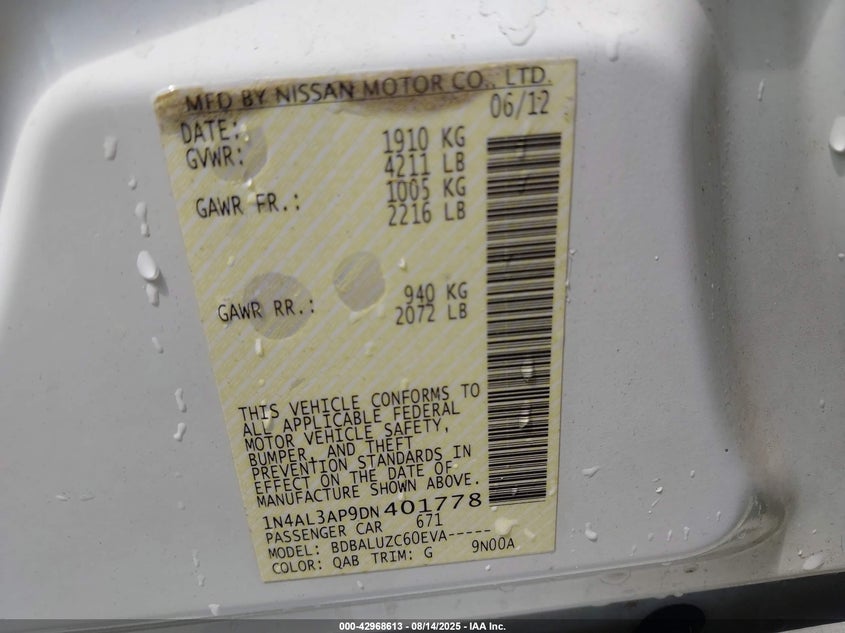 MFD BY NISSAN MOTOR CO., LTD.
DATE: 06/12
GVWR: 1910 KG
4211 LB
GAWR FR.: 1005 KG
2216 LB
GAWR RR.: 940 KG
2072 LB
THIS VEHICLE CONFORMS TO
ALL APPLICABLE FEDERAL
MOTOR VEHICLE SAFETY,
BUMPER, AND THEFT
PREVENTION STANDARDS IN
EFFECT ON THE DATE OF
MANUFACTURE SHOWN ABOVE.
1N4AL3AP9DN401778
PASSENGER CAR 671
MODEL: BDBALUZC60EVA-----
COLOR: QAB TRIM: G 9N00A
000-42968613 - 08/14/2025 - IAA Inc.